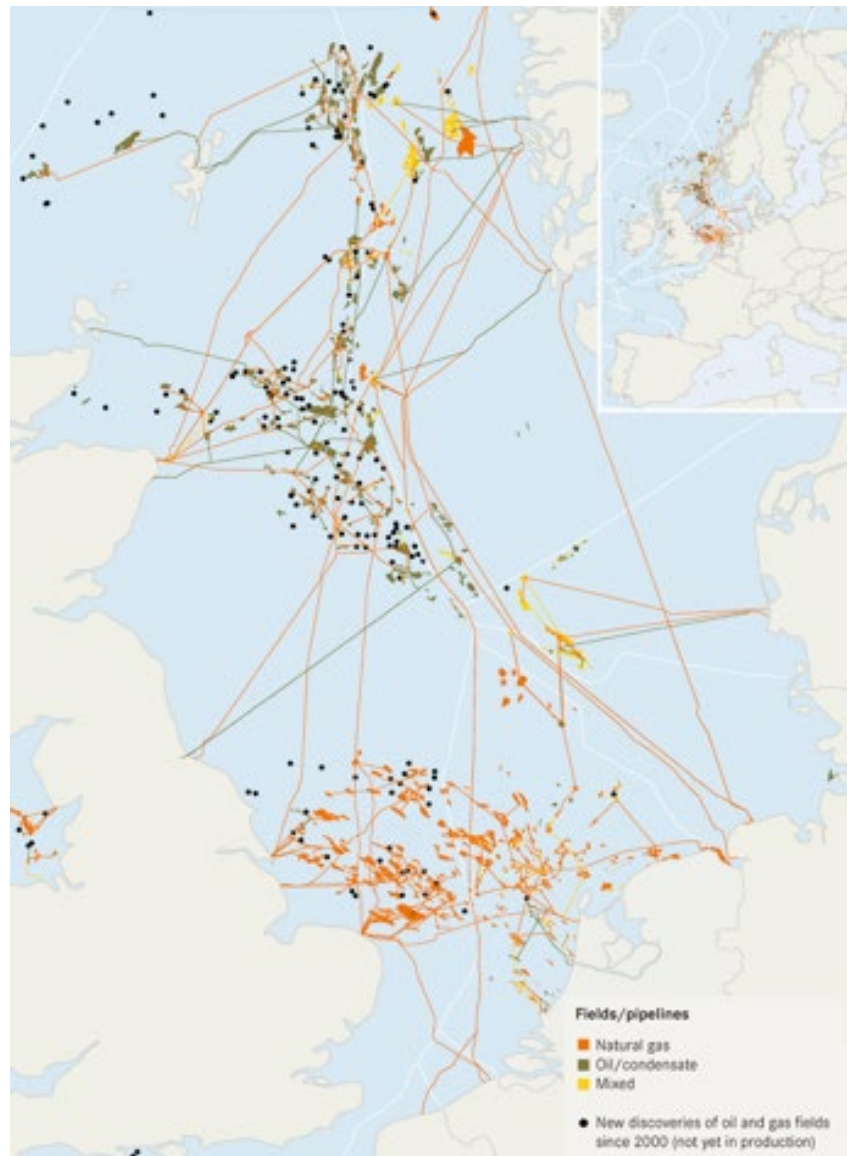 Fields/pipelines
Natural gas
Oil/condensate
Mixed
New discoveries of oil and gas fields
since 2000 (not yet in production)